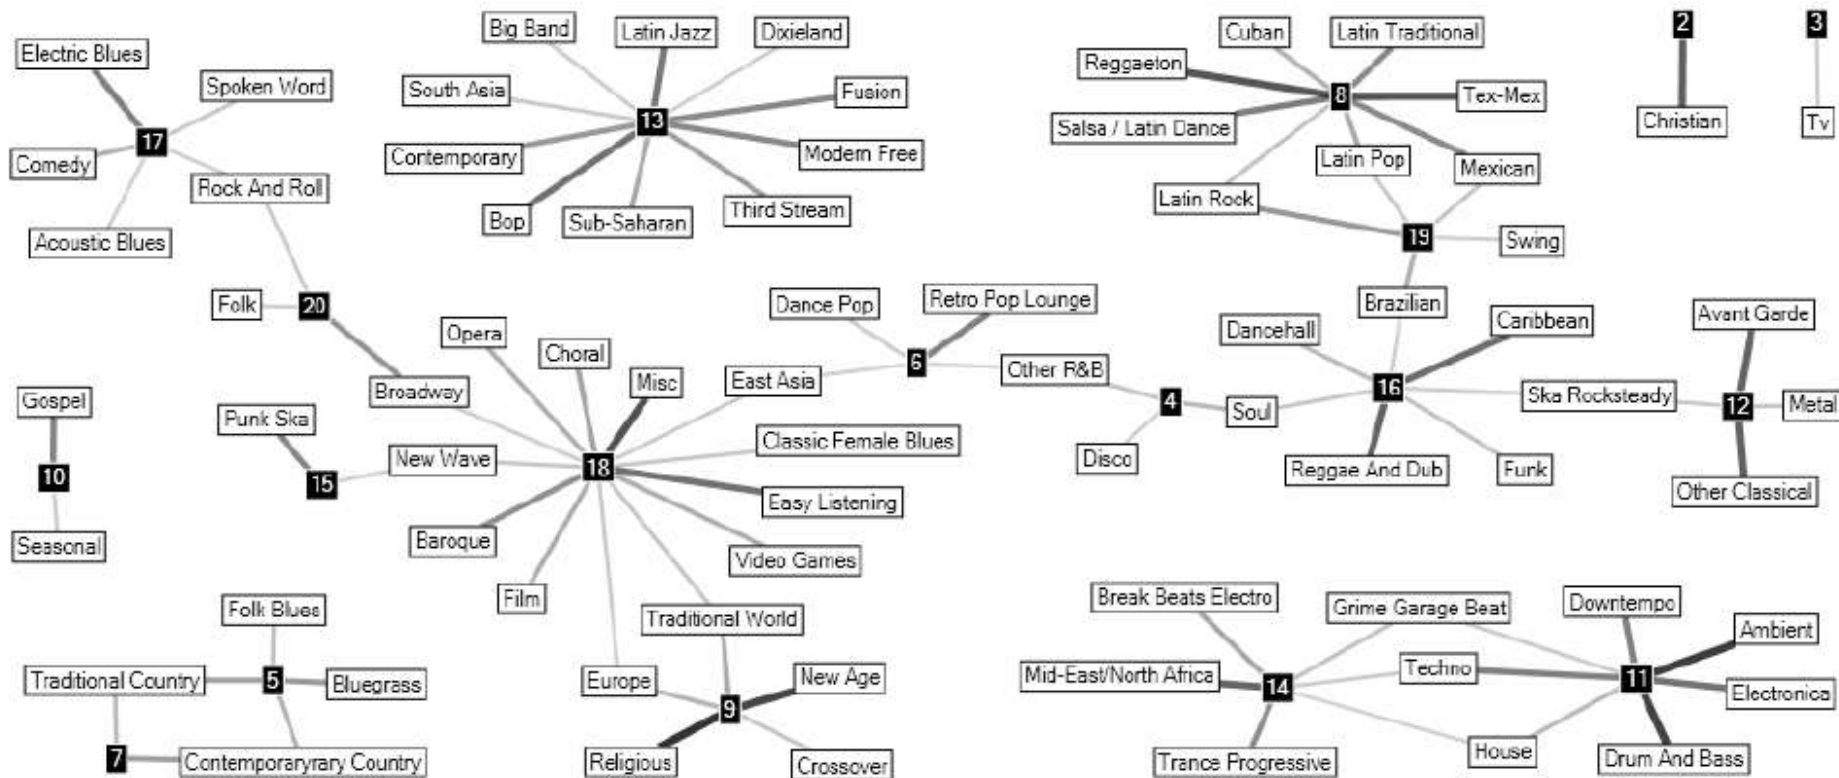 Big Band
Latin Jazz
Dixieland
Cuban
Latin Traditional
2
3
Electric Blues
Spoken Word
South Asia
Fusion
Reggaeton
8
Tex-Mex
Christian
Tv
17
13
Salsa / Latin Dance
Comedy
Contemporary
Modern Free
Latin Pop
Mexican
Rock And Roll
Latin Rock
Acoustic Blues
Bop
Sub-Saharan
Third Stream
19
Swing
Folk
20
Dance Pop
Retro Pop Lounge
Brazilian
Caribbean
Avant Garde
Opera
Choral
Dancehall
6
Other R&B
Misc
East Asia
Broadway
16
Ska Rocksteady
12
Metal
Gospel
Punk Ska
4
Soul
Classic Female Blues
Disco
New Wave
18
Reggae And Dub
Funk
10
15
Easy Listening
Other Classical
Seasonal
Baroque
Video Games
Film
Folk Blues
Traditional World
Break Beats Electro
Grime Garage Beat
Downtempo
Ambient
Traditional Country
5
Bluegrass
Europe
New Age
Mid-East/North Africa
14
Techno
11
Electronica
9
7
Contemporaryrary Country
Religious
Crossover
Trance Progressive
House
Drum And Bass